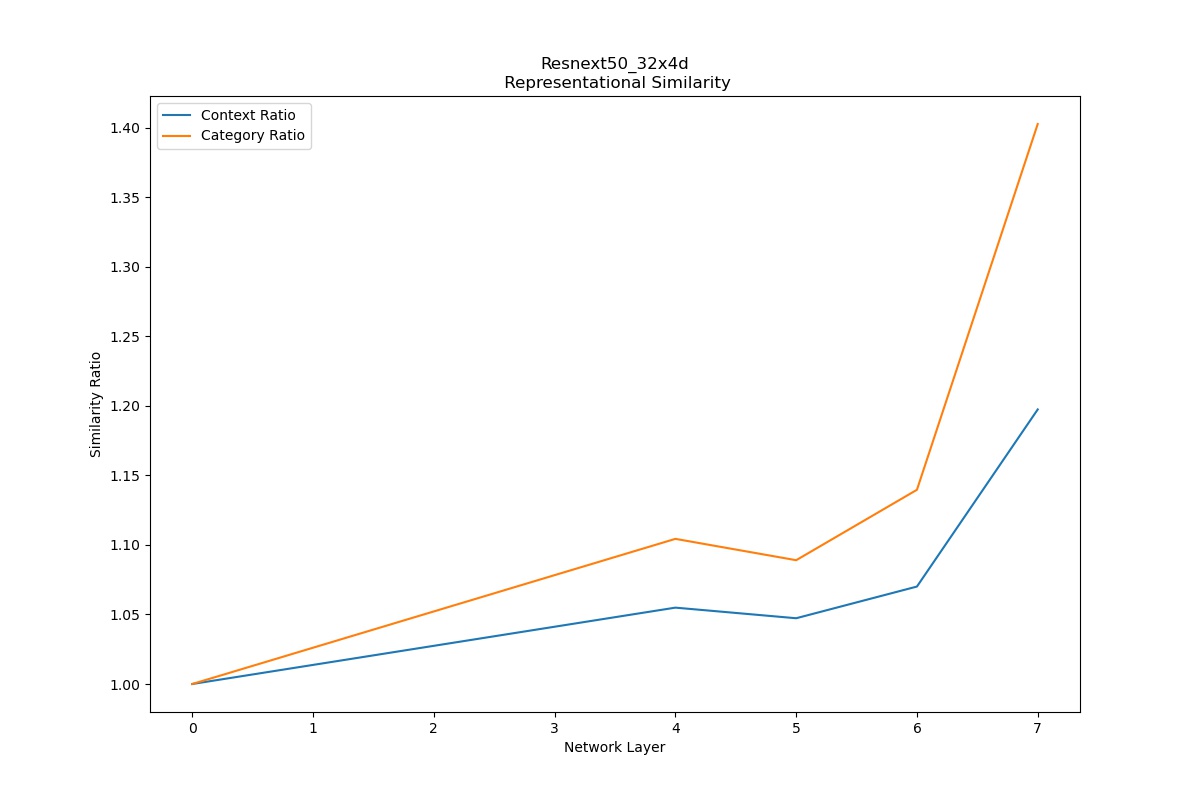 Resnext50_32x4d
Representational Similarity
Context Ratio
Category Ratio
1.40
1.35
1.30
1.25
1.20
1.15
1.10
1.05
1.00
Similarity Ratio
0 1 2 3 4 5 6 7
Network Layer